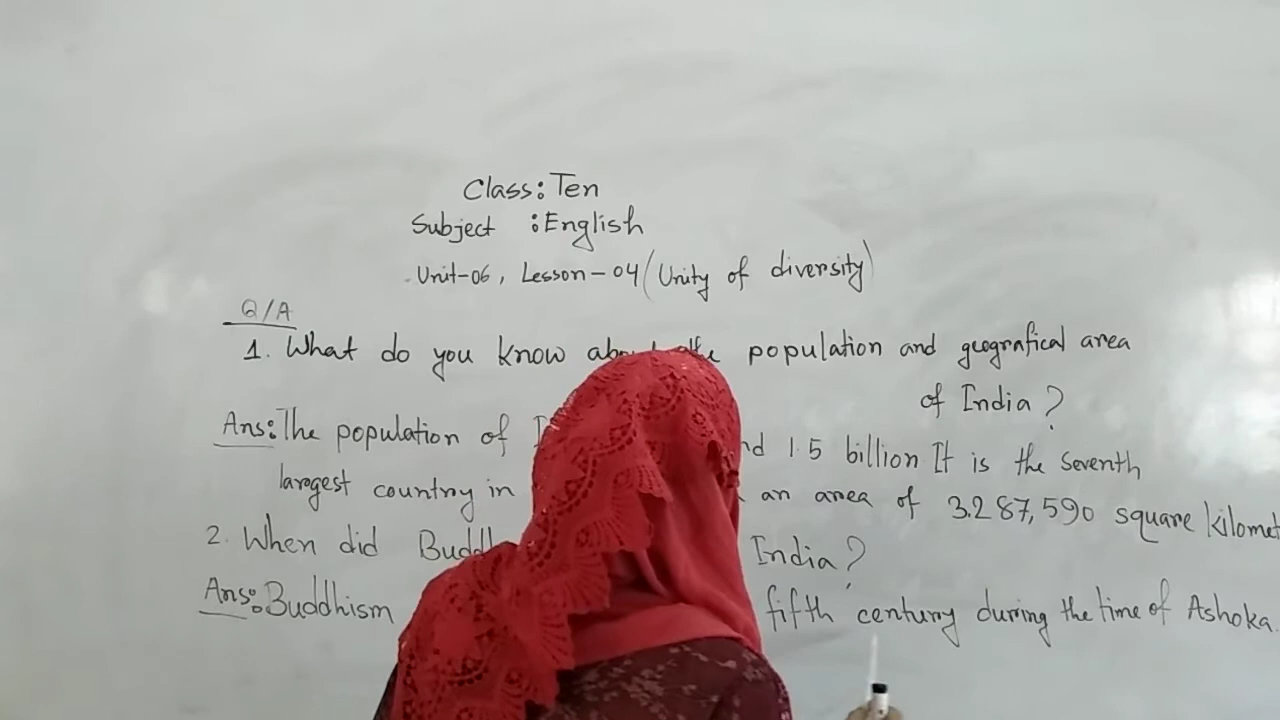 Class: Ten
Subject : English
Unit-06, Lesson-04 (Unity of diversity)
Q/A
1. What do you know about the population and geografical area
of India?
Ans: The population of 1.5 billion It is the seventh
largest country in an area of 3.287,590 square
2. When did India?
Ans: Buddhism fifth century during the time of Ashoka.